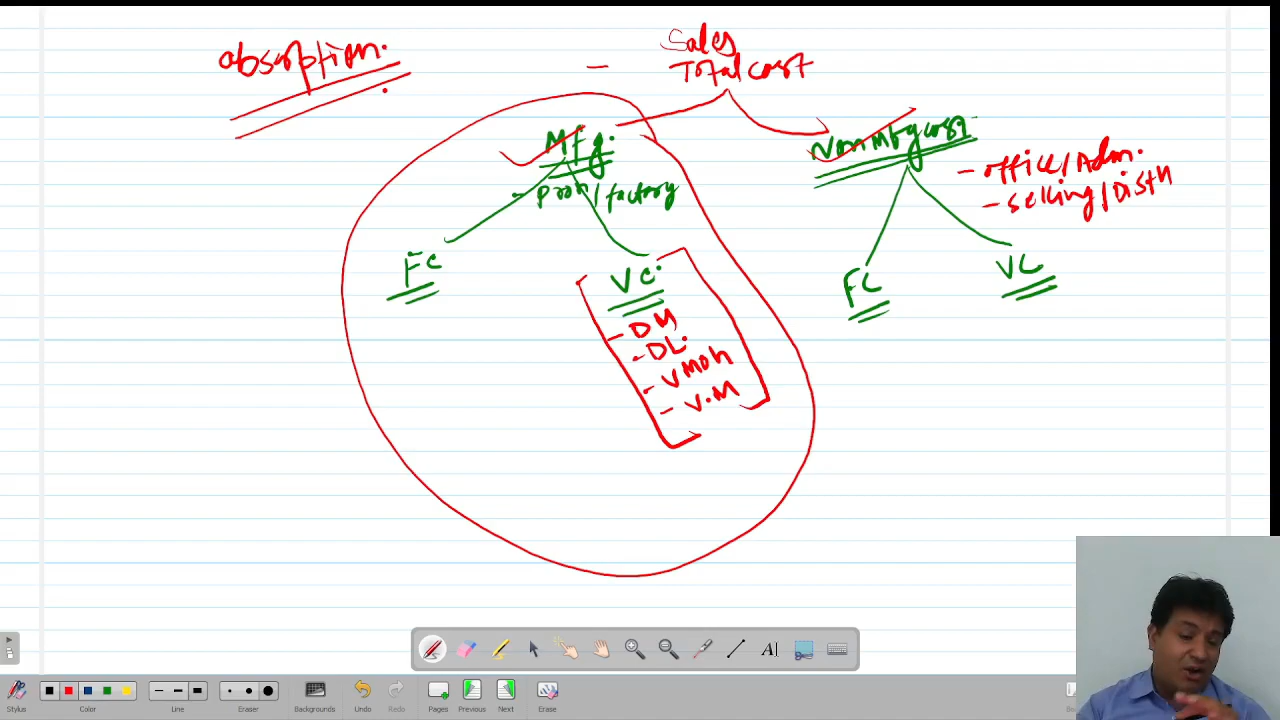 absorption.
Sales
- Total cost
Mfg.
- Prodn/factory
Non Mfg cost
- office/Adm.
- selling/Distn
FC
VC
- DM
- DL
- VMOH
- V.M
FC
VC
Stylus
Color
Line
Eraser
Backgrounds
Undo
Redo
Pages
Previous
Next
Erase